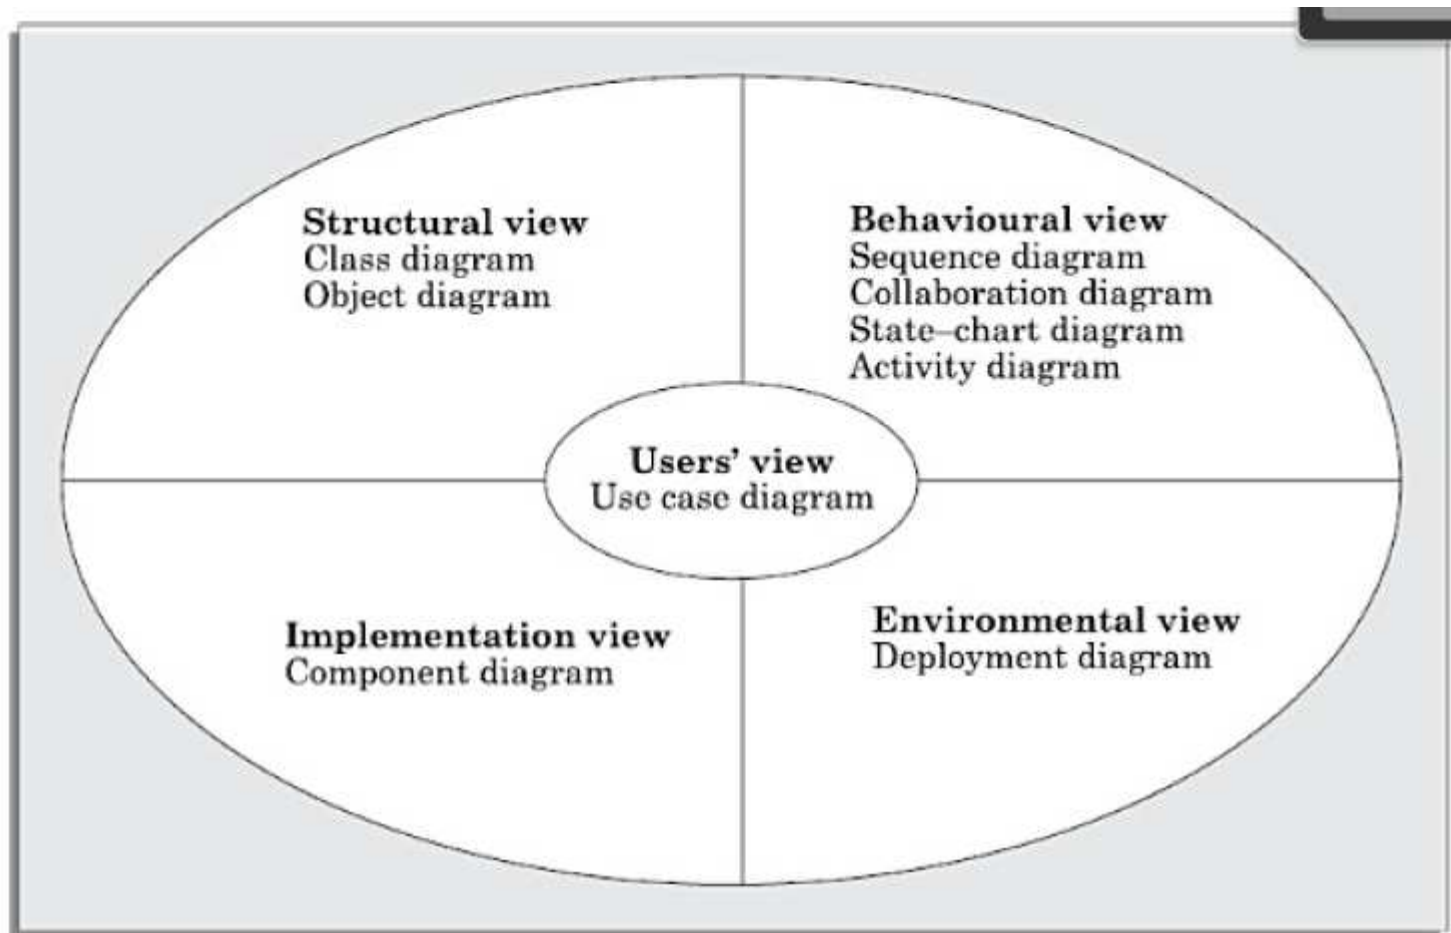 Structural view
Class diagram
Object diagram
Behavioural view
Sequence diagram
Collaboration diagram
State–chart diagram
Activity diagram
Users’ view
Use case diagram
Implementation view
Component diagram
Environmental view
Deployment diagram